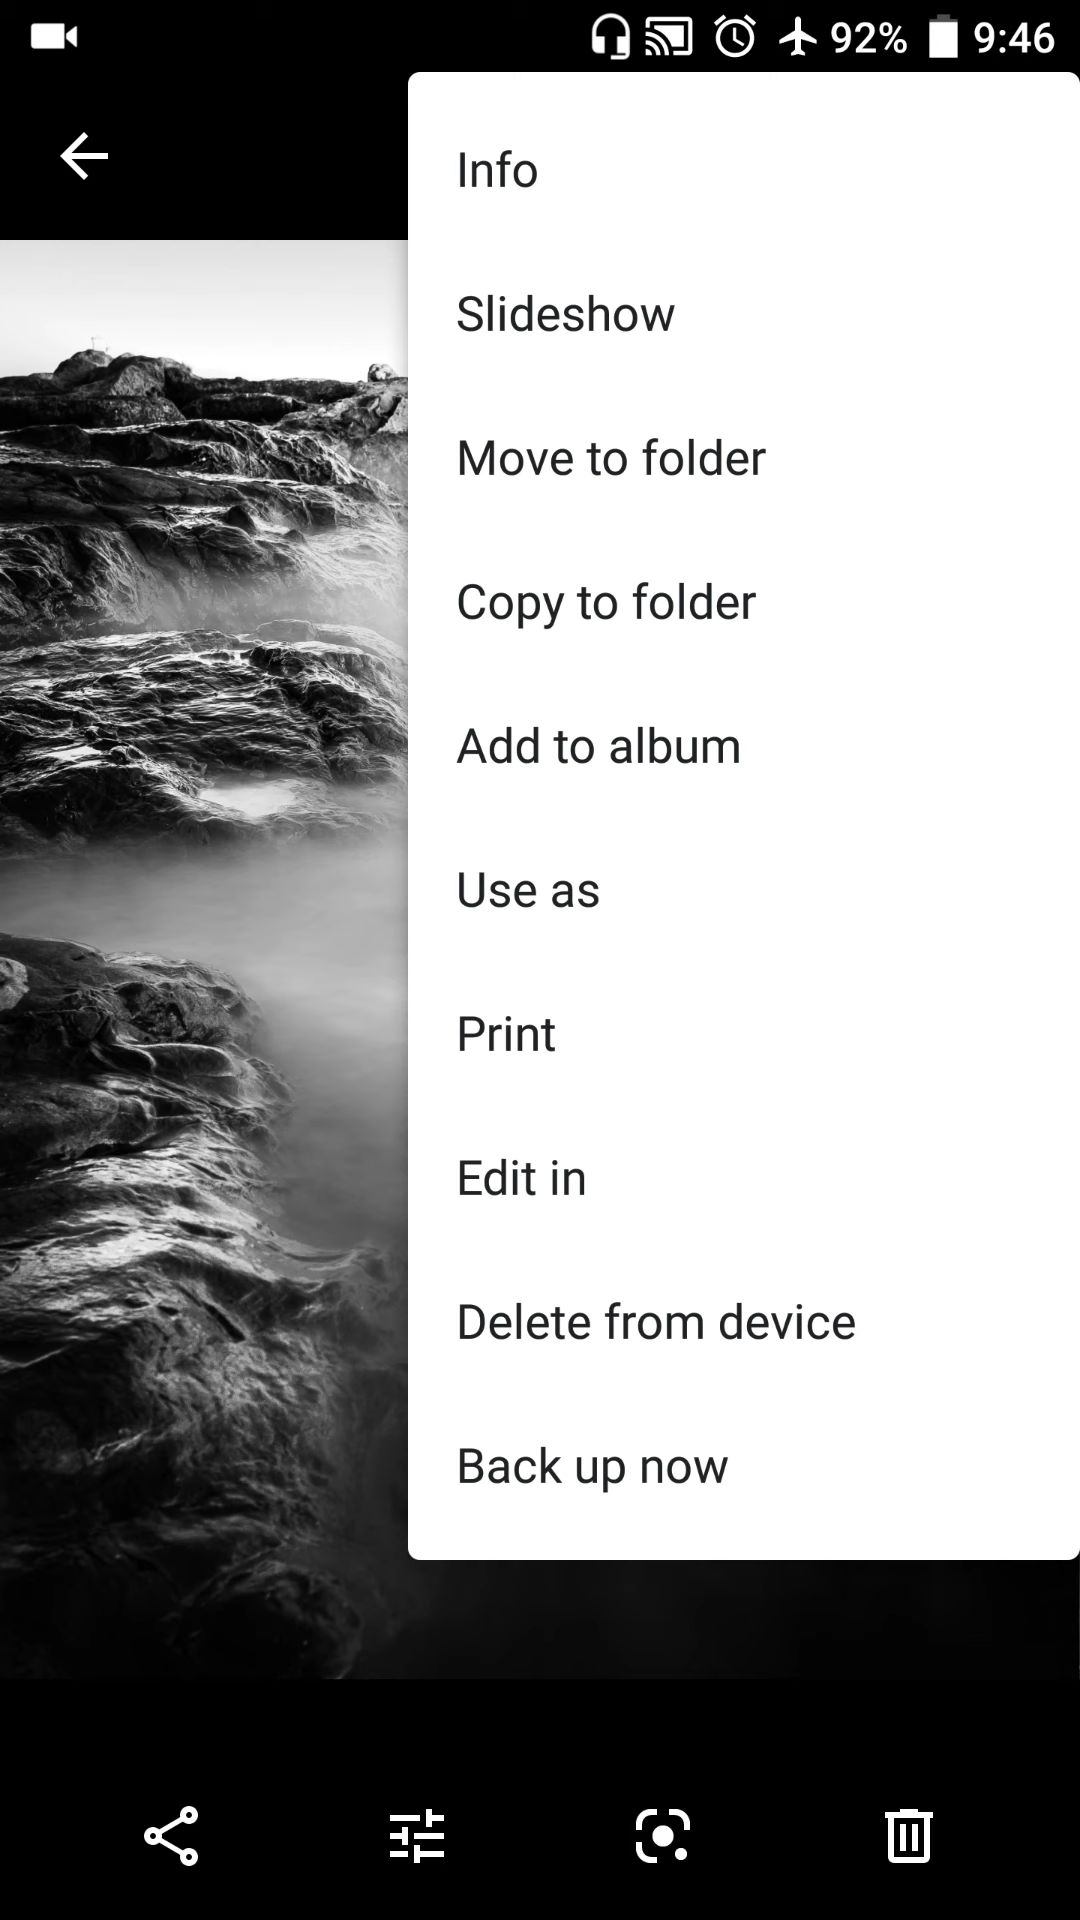 92% 9:46
Info
Slideshow
Move to folder
Copy to folder
Add to album
Use as
Print
Edit in
Delete from device
Back up now